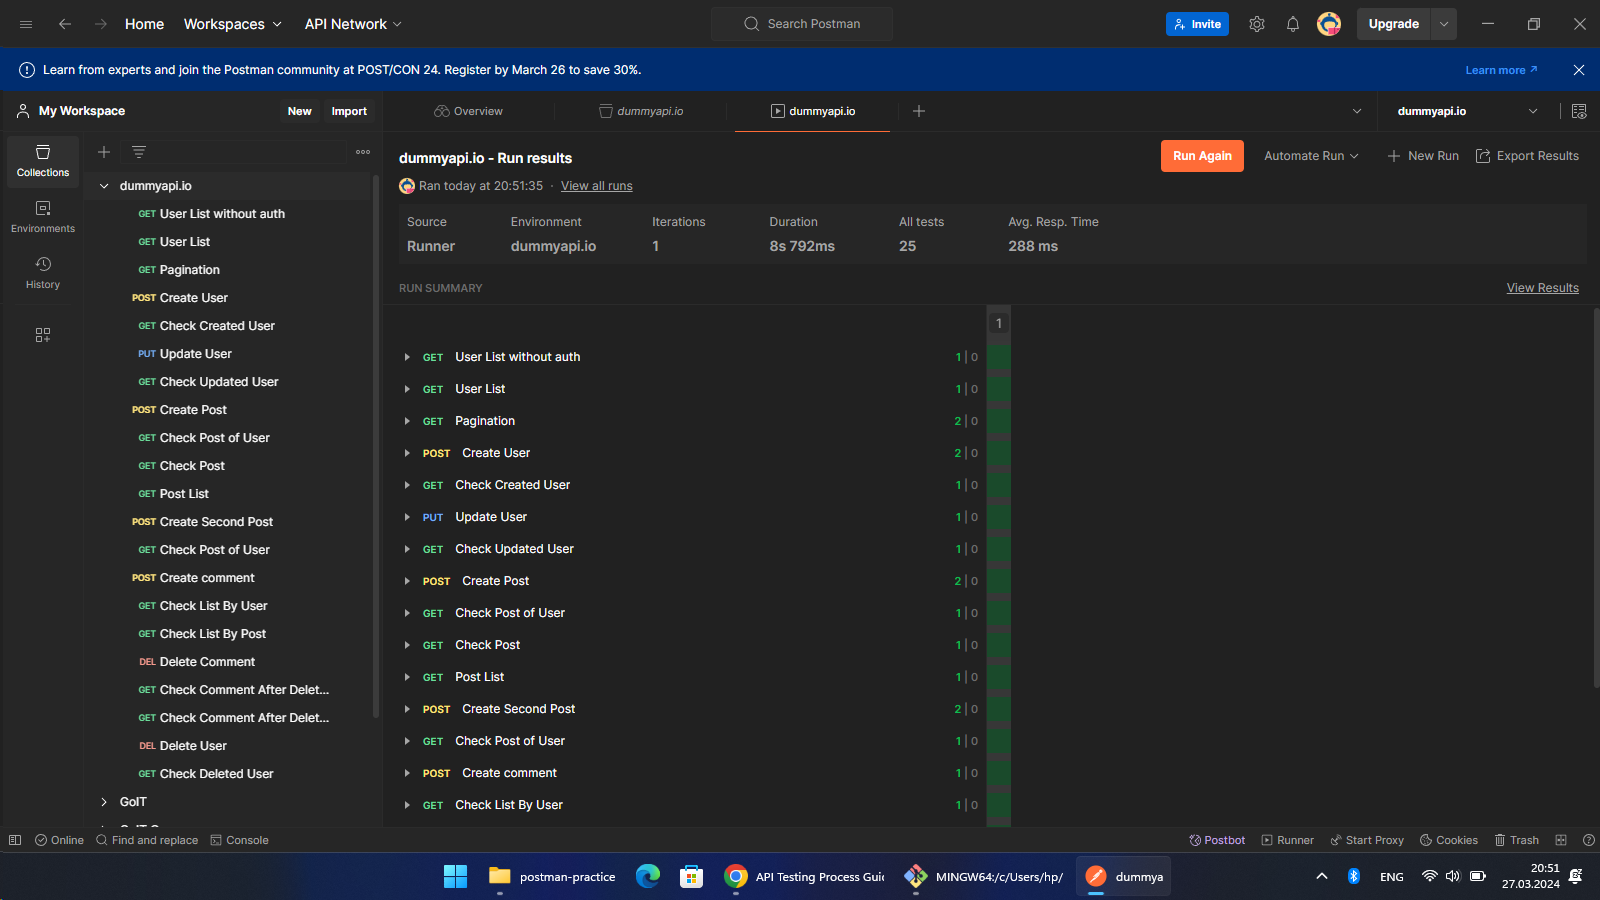 Home Workspaces API Network Search Postman Invite Upgrade
Learn from experts and join the Postman community at POST/CON 24. Register by March 26 to save 30%. Learn more
My Workspace New Import Overview dummyapi.io dummyapi.io dummyapi.io
Collections
Environments
History
dummyapi.io
GET User List without auth
GET User List
GET Pagination
POST Create User
GET Check Created User
PUT Update User
GET Check Updated User
POST Create Post
GET Check Post of User
GET Check Post
GET Post List
POST Create Second Post
GET Check Post of User
POST Create comment
GET Check List By User
GET Check List By Post
DEL Delete Comment
GET Check Comment After Delet...
GET Check Comment After Delet...
DEL Delete User
GET Check Deleted User
GoIT
dummyapi.io - Run results Run Again Automate Run New Run Export Results
Ran today at 20:51:35 · View all runs
Source Environment Iterations Duration All tests Avg. Resp. Time
Runner dummyapi.io 1 8s 792ms 25 288 ms
RUN SUMMARY View Results
1
GET User List without auth 1 | 0
GET User List 1 | 0
GET Pagination 2 | 0
POST Create User 2 | 0
GET Check Created User 1 | 0
PUT Update User 1 | 0
GET Check Updated User 1 | 0
POST Create Post 2 | 0
GET Check Post of User 1 | 0
GET Check Post 1 | 0
GET Post List 1 | 0
POST Create Second Post 2 | 0
GET Check Post of User 1 | 0
POST Create comment 1 | 0
GET Check List By User 1 | 0
Online Find and replace Console Postbot Runner Start Proxy Cookies Trash
postman-practice API Testing Process Guid MINGW64:/c/Users/hp/ dummya ENG 20:51
27.03.2024